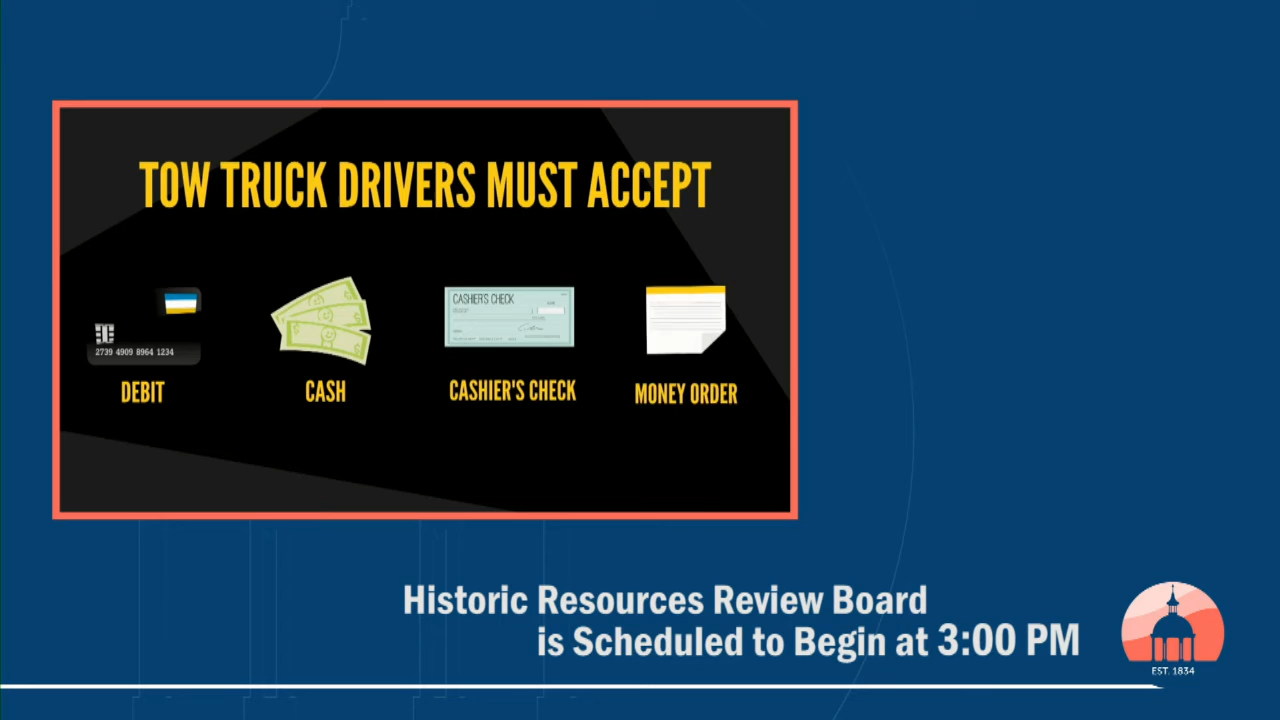 TOW TRUCK DRIVERS MUST ACCEPT
2739 4909 8964 1234
CASHIER'S CHECK
DEBIT
CASH
CASHIER'S CHECK
MONEY ORDER
Historic Resources Review Board
is Scheduled to Begin at 3:00 PM
EST. 1834